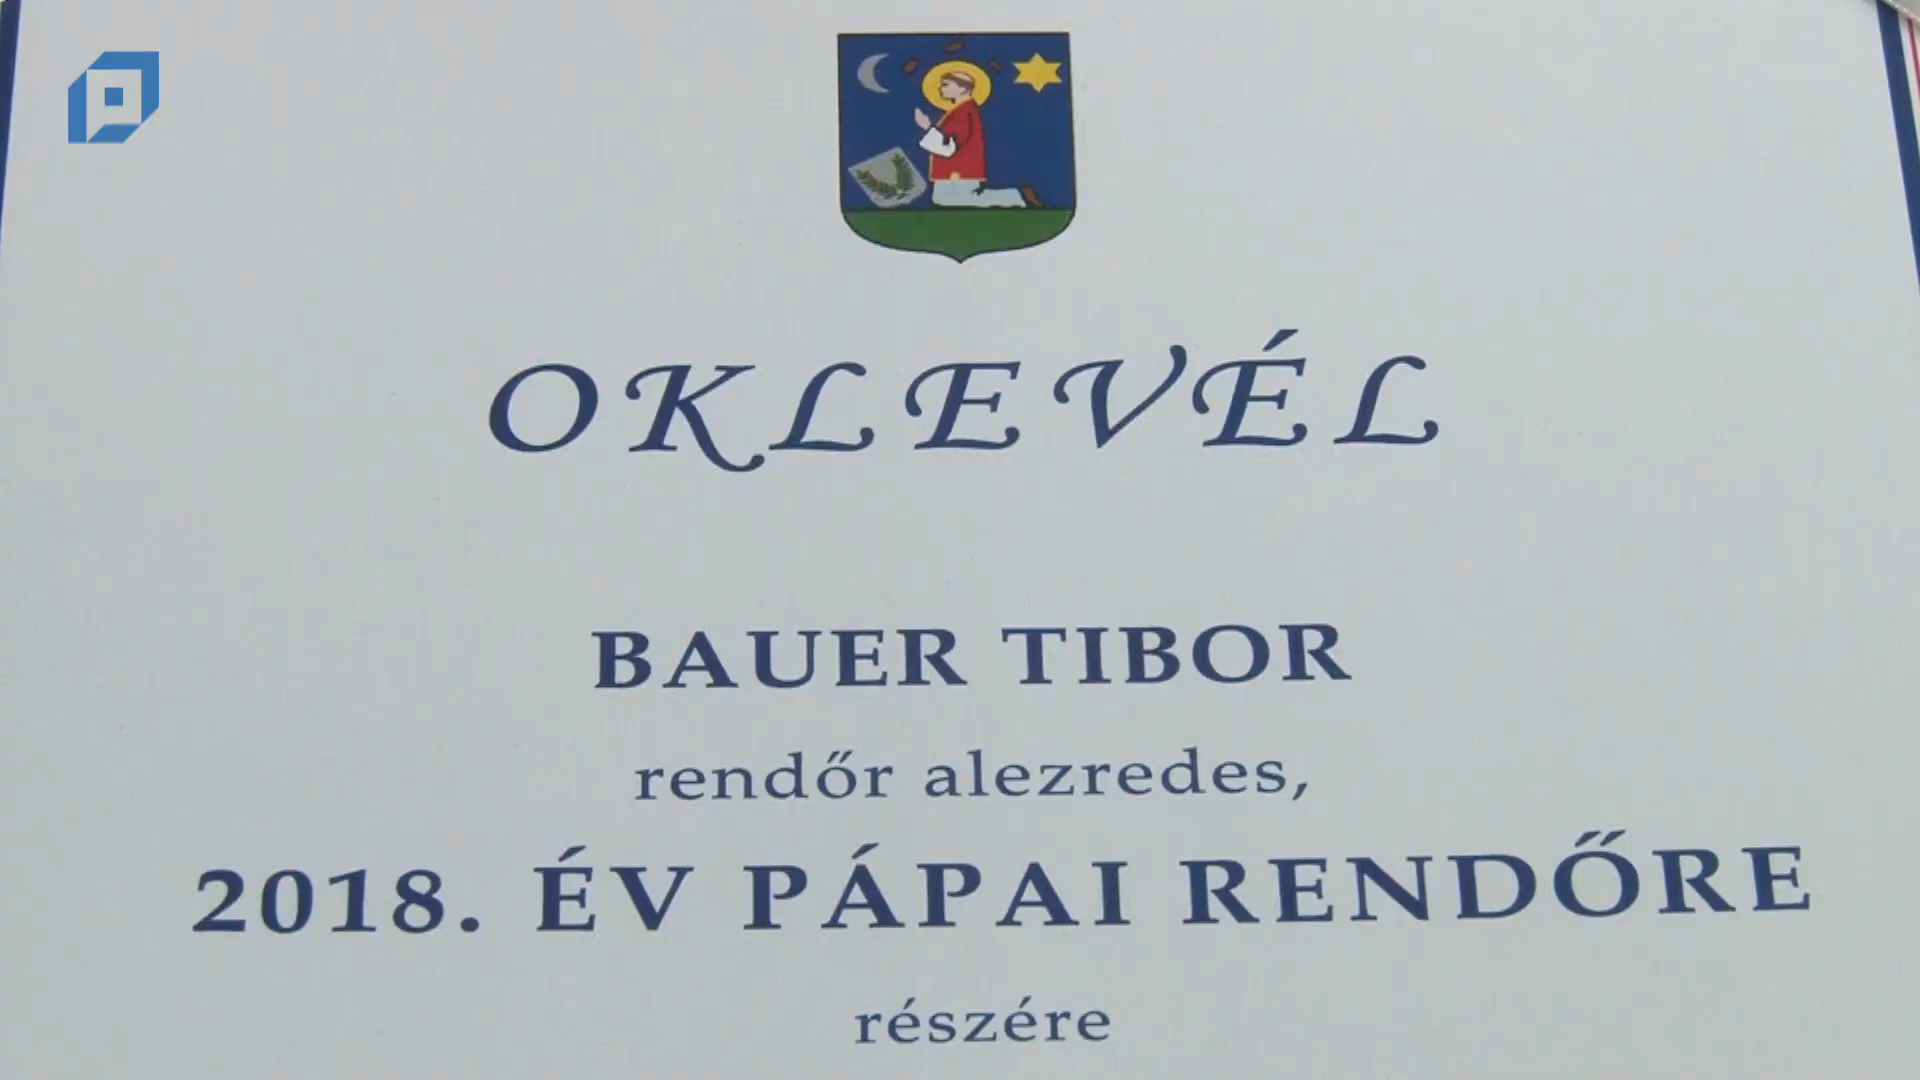 OKLEVÉL
BAUER TIBOR
rendőr alezredes,
2018. ÉV PÁPAI RENDŐRE
részére